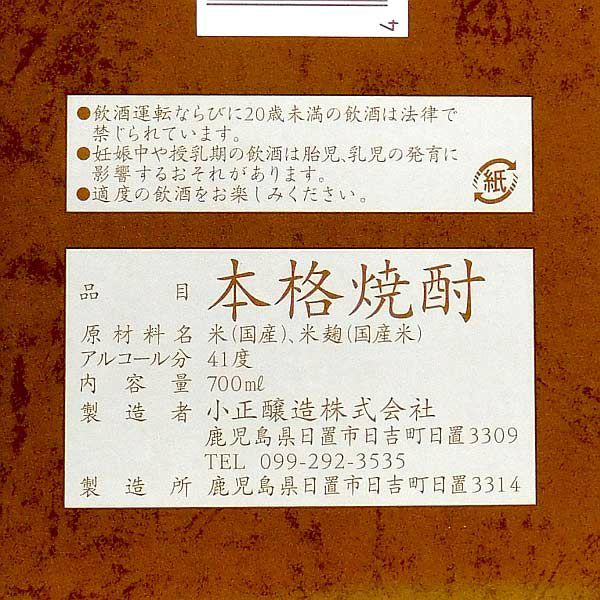 4
●飲酒運転ならびに20歳未満の飲酒は法律で
禁じられています。
●妊娠中や授乳期の飲酒は胎児、乳児の発育に
影響するおそれがあります。
●適度の飲酒をお楽しみください。
紙
品目 本格焼酎
原材料名 米(国産)、米麹(国産米)
アルコール分 41度
内容量 700ml
製造者 小正醸造株式会社
鹿児島県日置市日吉町日置3309
TEL 099-292-3535
製造所 鹿児島県日置市日吉町日置3314